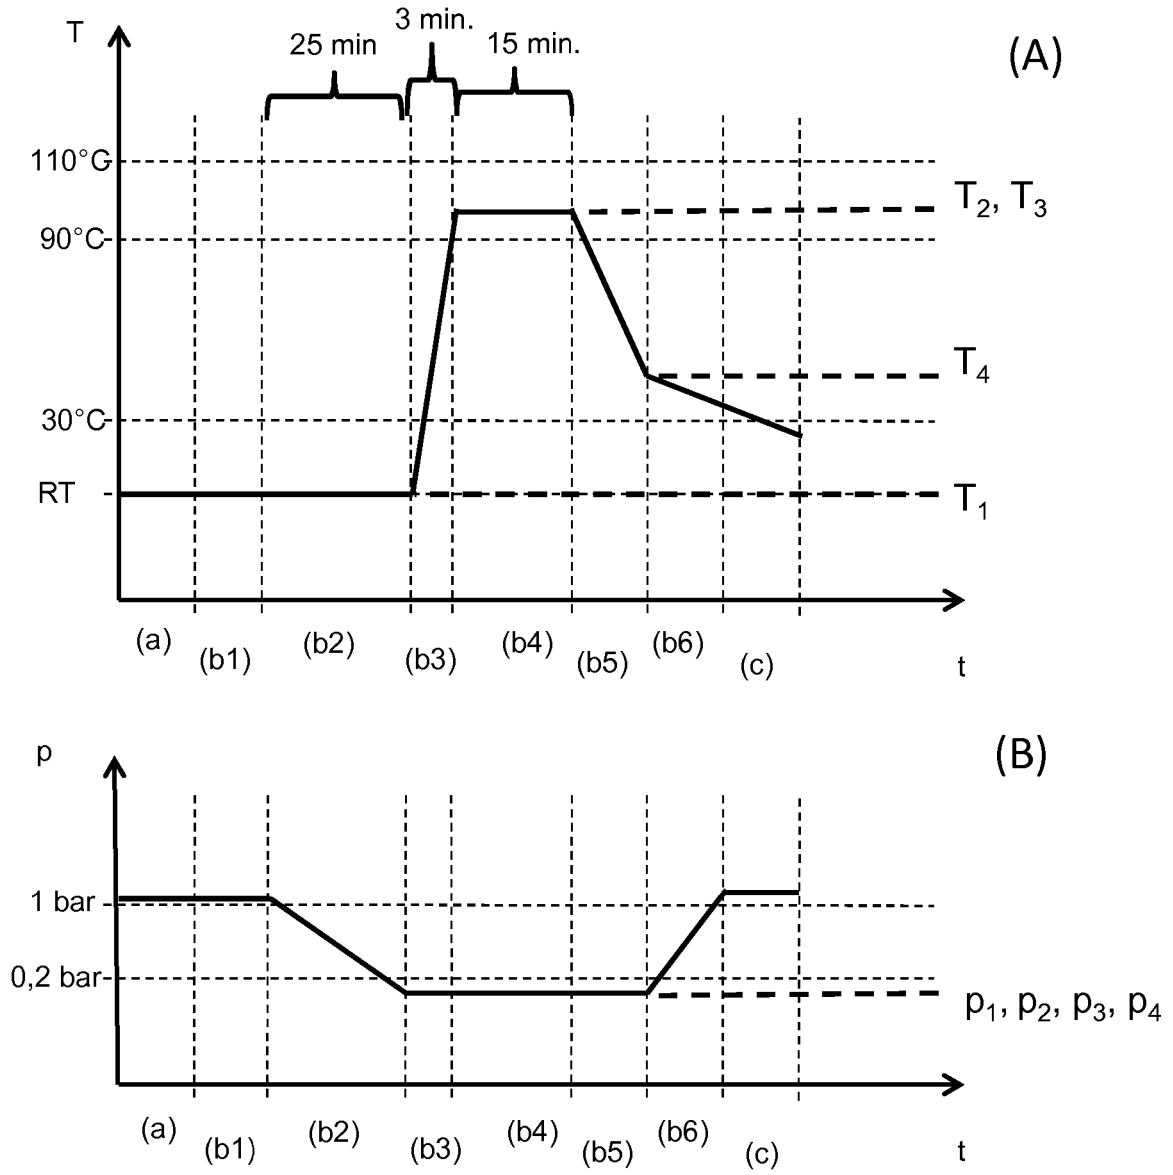 T
25 min
3 min.
15 min.
(A)
110°C
T2, T3
90°C
T4
30°C
RT
T1
(a)
(b1)
(b2)
(b3)
(b4)
(b5)
(b6)
(c)
t
p
(B)
1 bar
0,2 bar
p1, p2, p3, p4
(a)
(b1)
(b2)
(b3)
(b4)
(b5)
(b6)
(c)
t